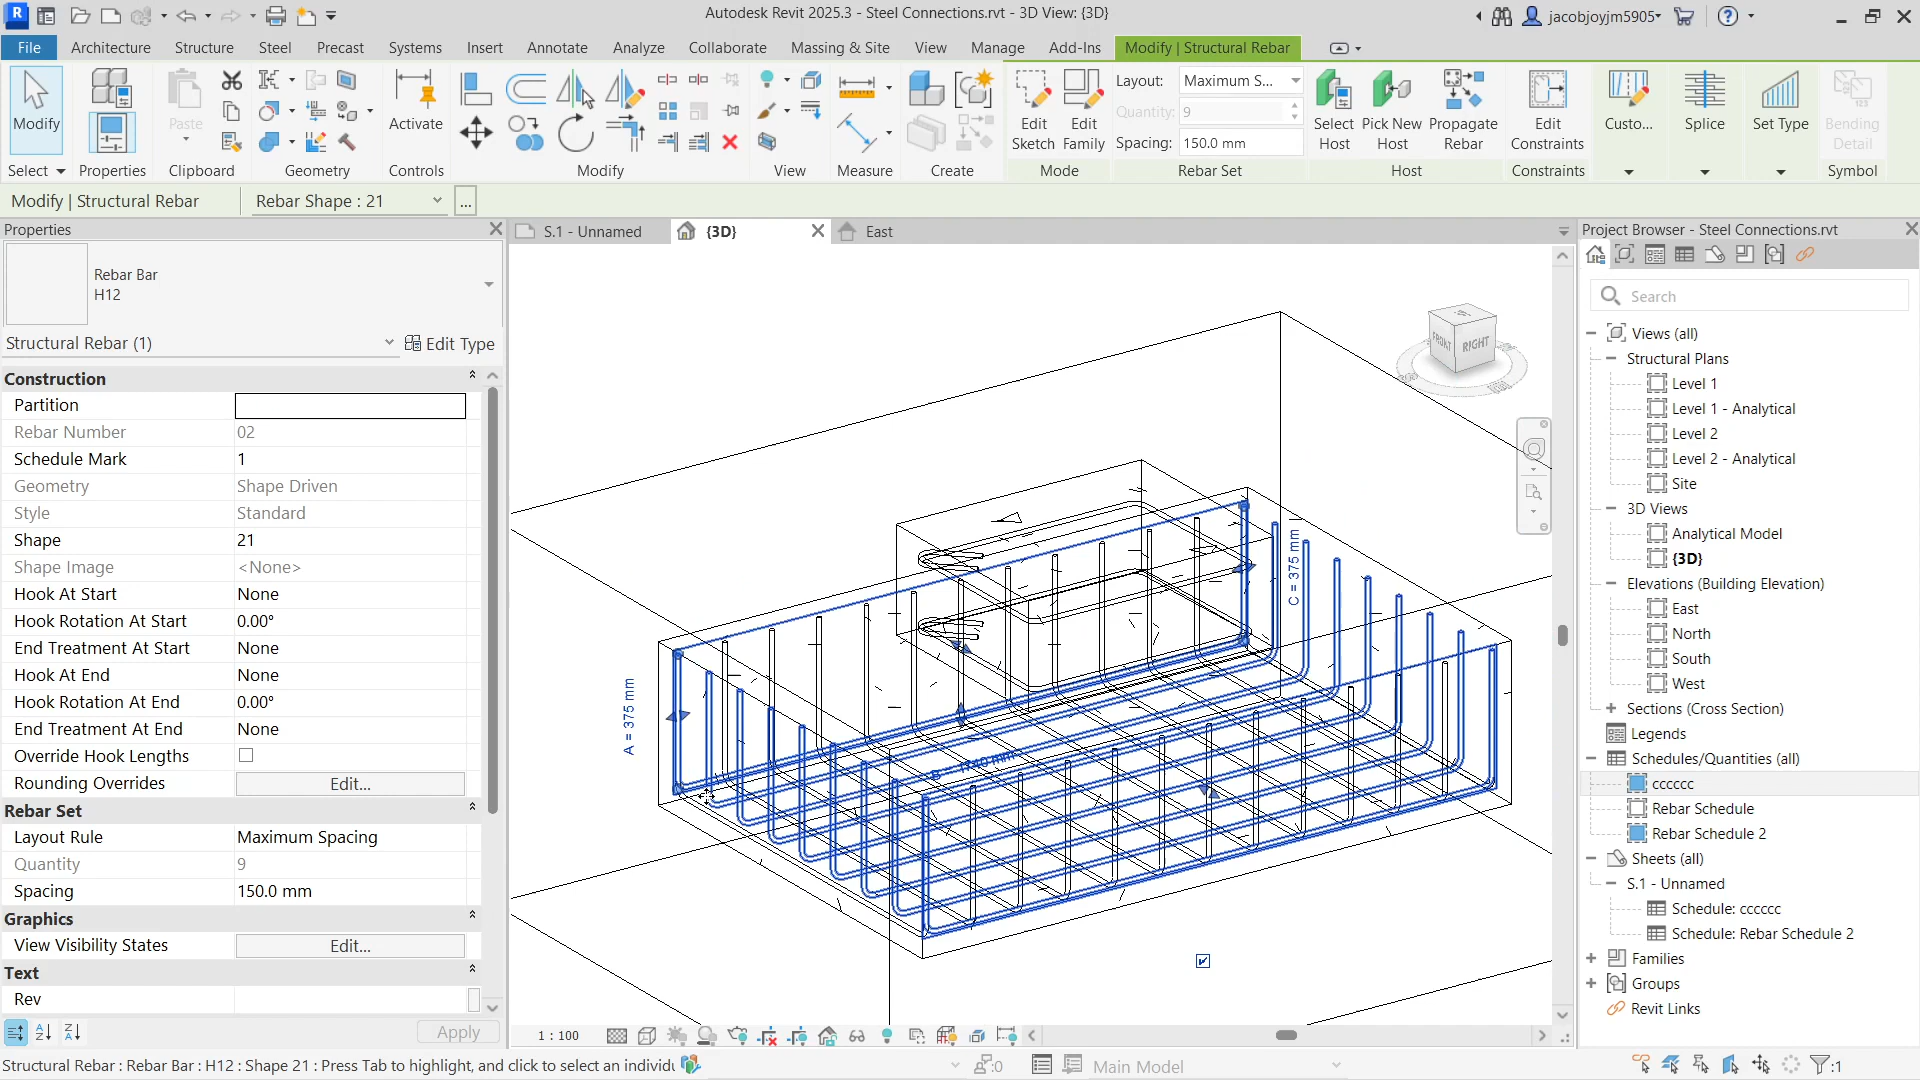 Autodesk Revit 2025.3 - Steel Connections.rvt - 3D View: {3D}
jacobjoyjm5905
File
Architecture
Structure
Steel
Precast
Systems
Insert
Annotate
Analyze
Collaborate
Massing & Site
View
Manage
Add-Ins
Modify | Structural Rebar
Modify
Paste
Activate
Edit Sketch
Edit Family
Layout: Maximum S...
Quantity: 9
Spacing: 150.0 mm
Select Host
Pick New Host
Propagate Rebar
Edit Constraints
Custo...
Splice
Set Type
Bending Detail
Select
Properties
Clipboard
Geometry
Controls
Modify
View
Measure
Create
Mode
Rebar Set
Host
Constraints
Symbol
Modify | Structural Rebar
Rebar Shape : 21
...
Properties
Rebar Bar
H12
Structural Rebar (1)
Edit Type
Construction
Partition
Rebar Number 02
Schedule Mark 1
Geometry Shape Driven
Style Standard
Shape 21
Shape Image <None>
Hook At Start None
Hook Rotation At Start 0.00°
End Treatment At Start None
Hook At End None
Hook Rotation At End 0.00°
End Treatment At End None
Override Hook Lengths
Rounding Overrides Edit...
Rebar Set
Layout Rule Maximum Spacing
Quantity 9
Spacing 150.0 mm
Graphics
View Visibility States Edit...
Text
Rev
Apply
S.1 - Unnamed
{3D}
East
FRONT
RIGHT
A = 375 mm
C = 375 mm
1 : 100
Project Browser - Steel Connections.rvt
Search
Views (all)
Structural Plans
Level 1
Level 1 - Analytical
Level 2
Level 2 - Analytical
Site
3D Views
Analytical Model
{3D}
Elevations (Building Elevation)
East
North
South
West
Sections (Cross Section)
Legends
Schedules/Quantities (all)
cccccc
Rebar Schedule
Rebar Schedule 2
Sheets (all)
S.1 - Unnamed
Schedule: cccccc
Schedule: Rebar Schedule 2
Families
Groups
Revit Links
Structural Rebar : Rebar Bar : H12 : Shape 21 : Press Tab to highlight, and click to select an individu
:0
Main Model
:1